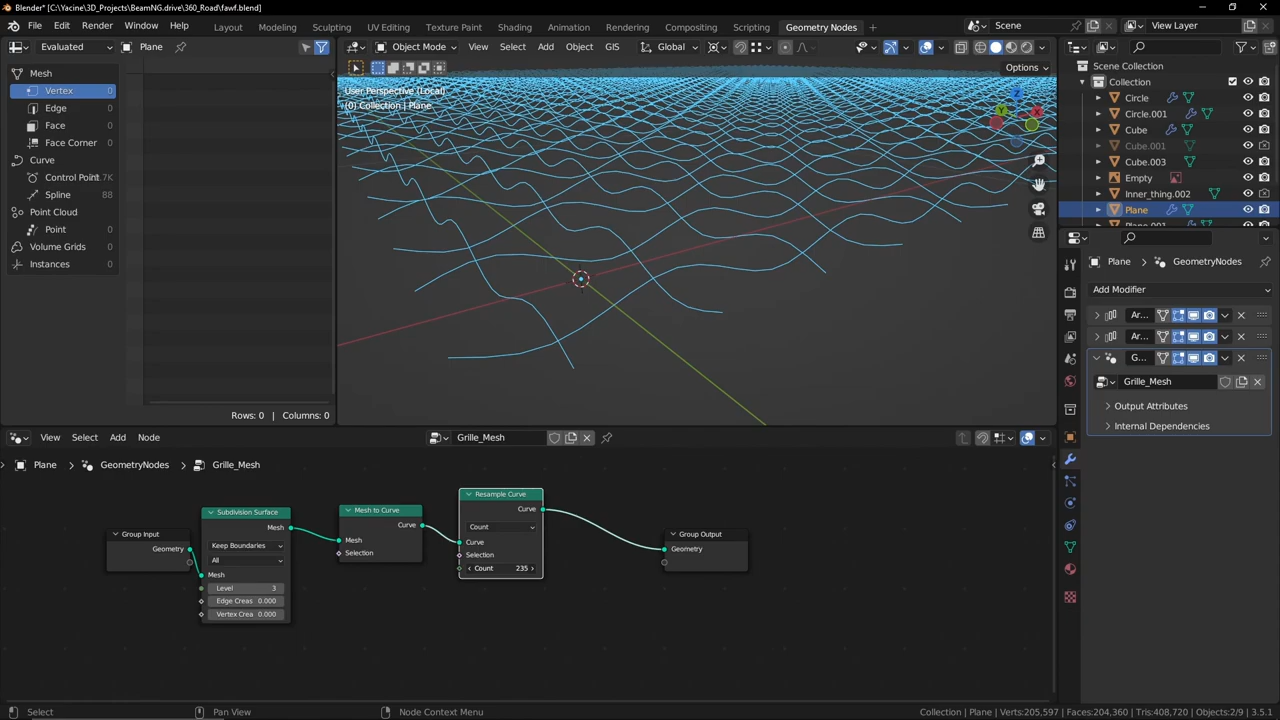 Blender* [C:\Yacine\3D_Projects\BeamNG.drive\360_Road\fawf.blend]
File Edit Render Window Help Layout Modeling Sculpting UV Editing Texture Paint Shading Animation Rendering Compositing Scripting Geometry Nodes Scene View Layer
Evaluated Plane
Object Mode View Select Add Object GIS Global
Options
Mesh
Vertex 0
Edge 0
Face 0
Face Corner 0
Curve
Control Point .7K
Spline 88
Point Cloud
Point 0
Volume Grids 0
Instances 0
Rows: 0 | Columns: 0
User Perspective (Local)
(0) Collection | Plane
Z
Y
X
Scene Collection
Collection
Circle
Circle.001
Cube
Cube.001
Cube.003
Empty
Inner_thing.002
Plane
Plane.001
Plane GeometryNodes
Add Modifier
Ar...
Ar...
G...
Grille_Mesh
Output Attributes
Internal Dependencies
View Select Add Node Grille_Mesh
Plane GeometryNodes Grille_Mesh
Group Input
Geometry
Subdivision Surface
Mesh
Keep Boundaries
All
Mesh
Level 3
Edge Creas 0.000
Vertex Crea 0.000
Mesh to Curve
Curve
Mesh
Selection
Resample Curve
Curve
Count
Curve
Selection
Count 235
Group Output
Geometry
Select Pan View Node Context Menu Collection | Plane | Verts:205,597 | Faces:204,360 | Tris:408,720 | Objects:2/9 | 3.5.1